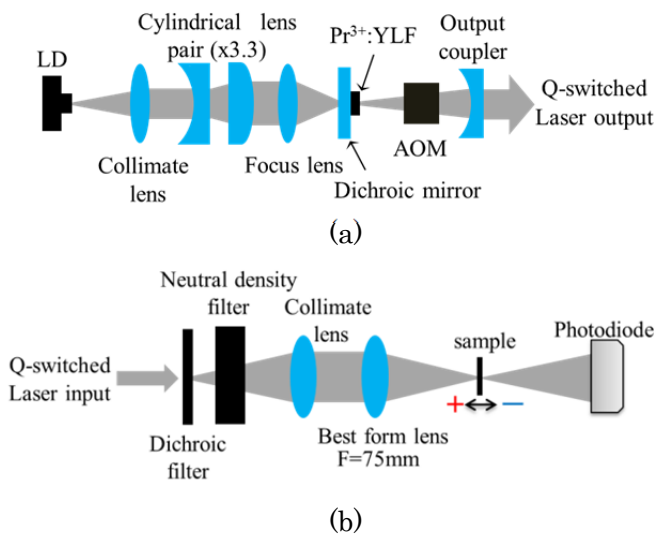 Cylindrical lens
pair (x3.3)
Pr³⁺:YLF
Output
coupler
LD
Q-switched
Laser output
Collimate
lens
Focus lens
AOM
Dichroic mirror
(a)
Neutral density
filter
Collimate
lens
sample
Photodiode
Q-switched
Laser input
+ −
Dichroic
filter
Best form lens
F=75mm
(b)